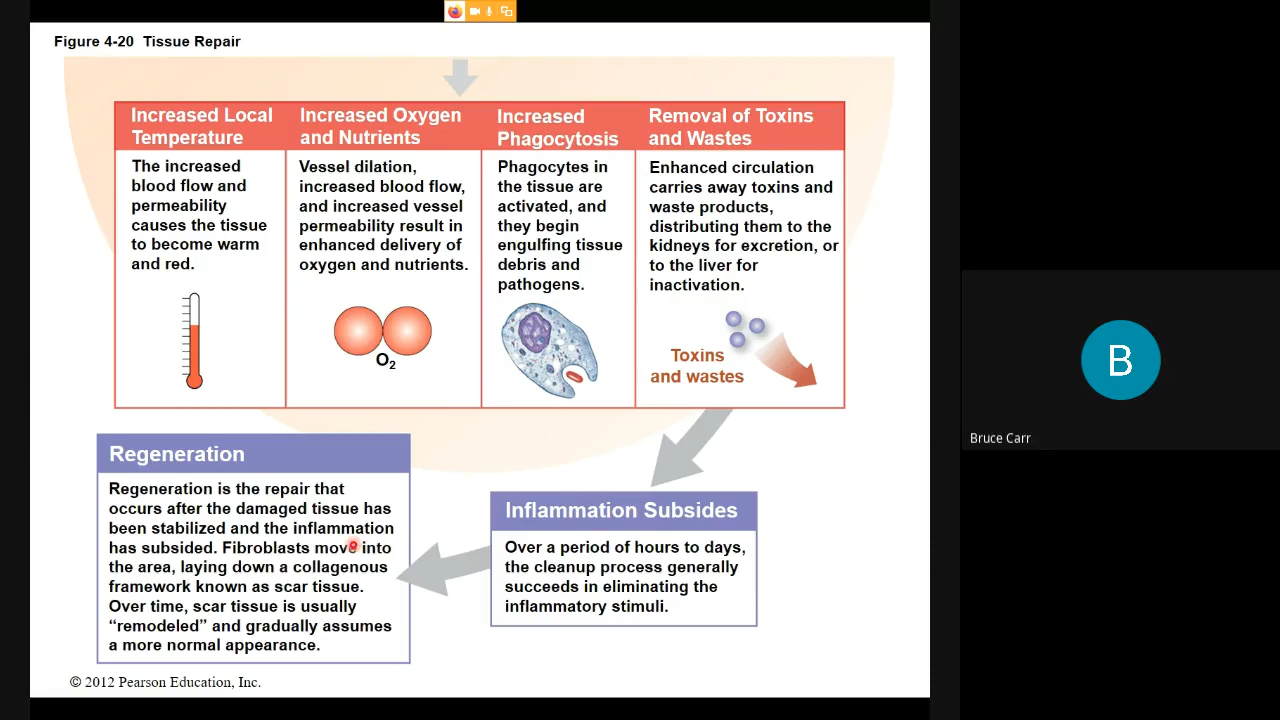 Figure 4-20 Tissue Repair
Increased Local
Temperature
The increased
blood flow and
permeability
causes the tissue
to become warm
and red.
Increased Oxygen
and Nutrients
Vessel dilation,
increased blood flow,
and increased vessel
permeability result in
enhanced delivery of
oxygen and nutrients.
O2
Increased
Phagocytosis
Phagocytes in
the tissue are
activated, and
they begin
engulfing tissue
debris and
pathogens.
Removal of Toxins
and Wastes
Enhanced circulation
carries away toxins and
waste products,
distributing them to the
kidneys for excretion, or
to the liver for
inactivation.
Toxins
and wastes
Inflammation Subsides
Over a period of hours to days,
the cleanup process generally
succeeds in eliminating the
inflammatory stimuli.
Regeneration
Regeneration is the repair that
occurs after the damaged tissue has
been stabilized and the inflammation
has subsided. Fibroblasts move into
the area, laying down a collagenous
framework known as scar tissue.
Over time, scar tissue is usually
“remodeled” and gradually assumes
a more normal appearance.
© 2012 Pearson Education, Inc.
B
Bruce Carr